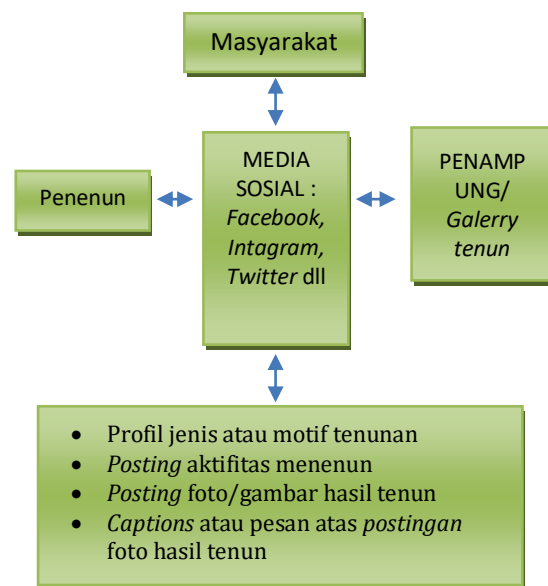 Masyarakat
Penenun
MEDIA
SOSIAL :
Facebook,
Intagram,
Twitter dll
PENAMP
UNG/
Galerry
tenun
• Profil jenis atau motif tenunan
• Posting aktifitas menenun
• Posting foto/gambar hasil tenun
• Captions atau pesan atas postingan
foto hasil tenun